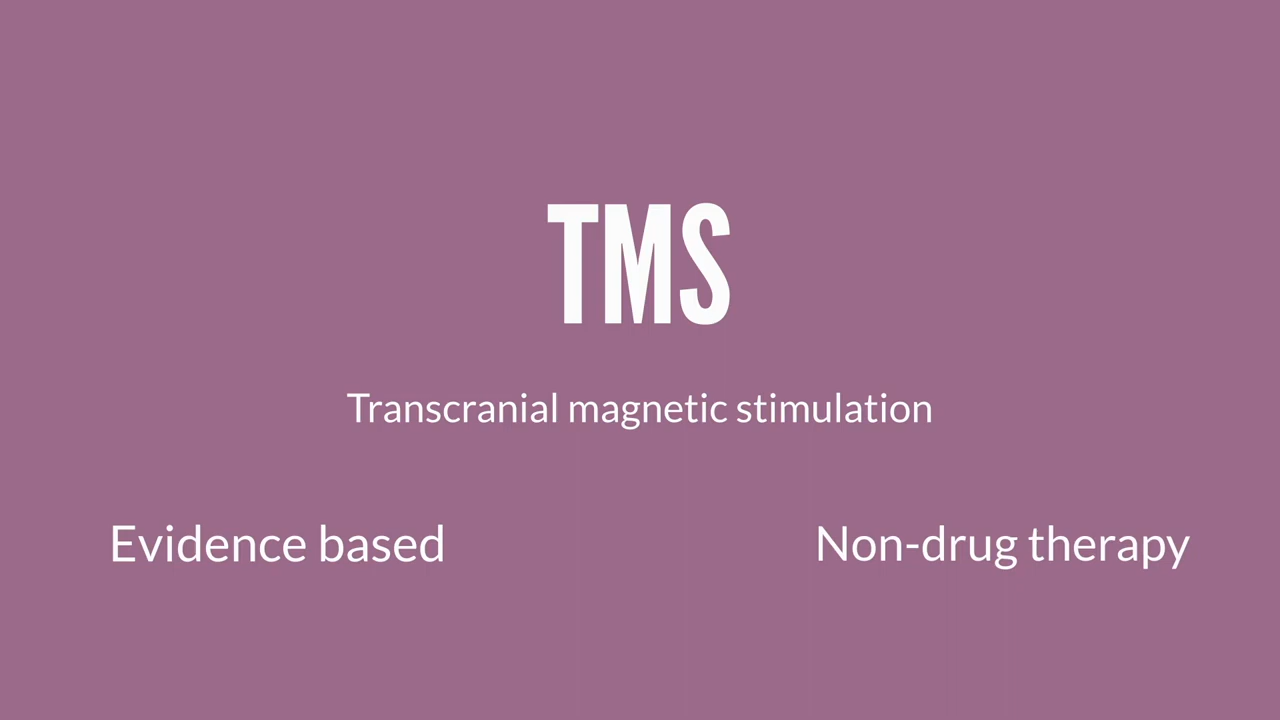 TMS
Transcranial magnetic stimulation
Evidence based
Non-drug therapy